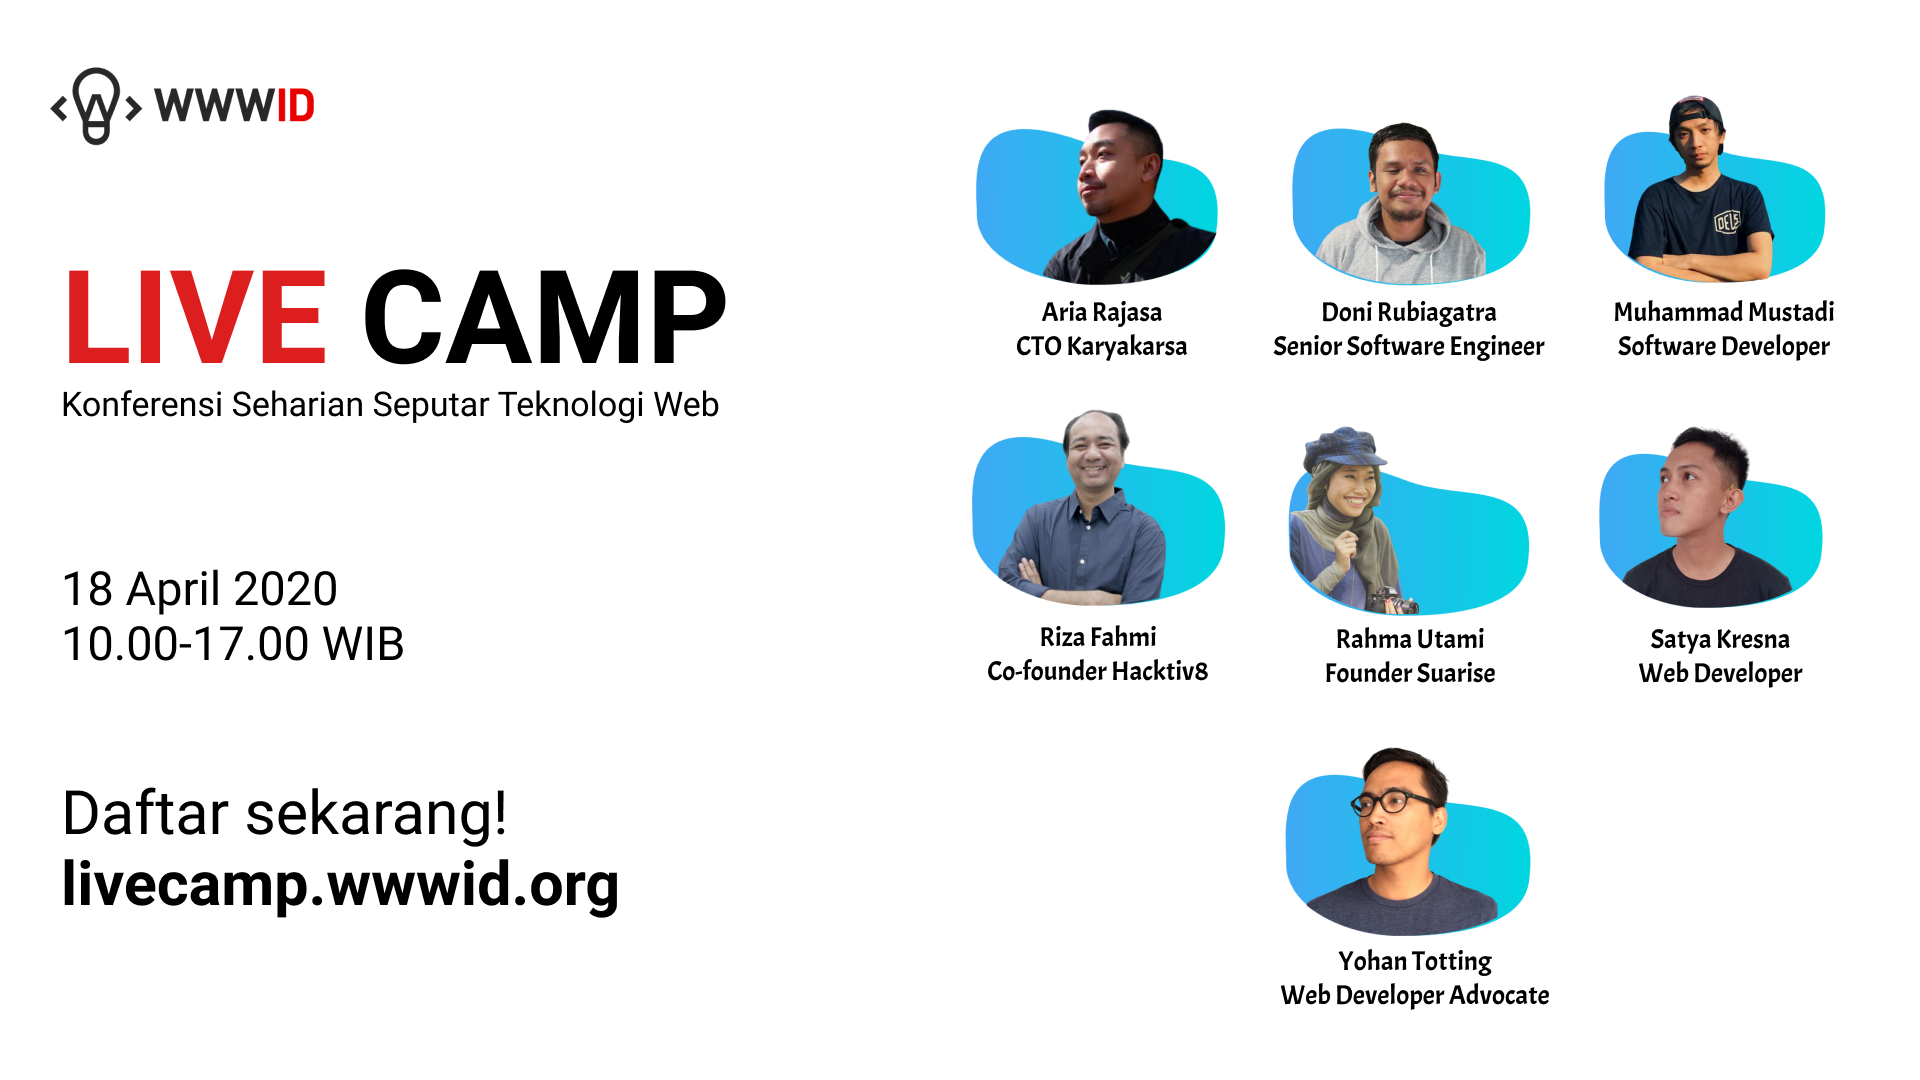 WWWID
LIVE CAMP
Konferensi Seharian Seputar Teknologi Web
18 April 2020
10.00-17.00 WIB
Daftar sekarang!
livecamp.wwwid.org
Aria Rajasa
CTO Karyakarsa
Doni Rubiagatra
Senior Software Engineer
DELS
Muhammad Mustadi
Software Developer
Riza Fahmi
Co-founder Hacktiv8
Rahma Utami
Founder Suarise
Satya Kresna
Web Developer
Yohan Totting
Web Developer Advocate